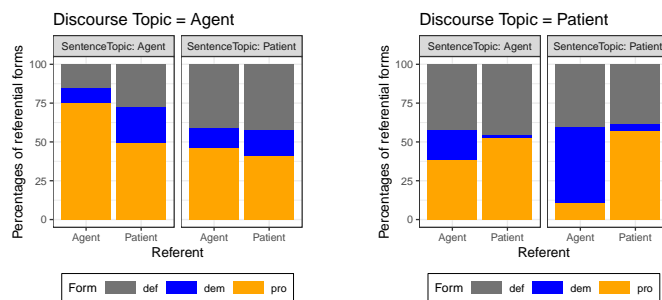 Discourse Topic = Agent
SentenceTopic: Agent SentenceTopic: Patient
Percentages of referential forms
100
75
50
25
0
Agent Patient Agent Patient
Referent
Form def dem pro
Discourse Topic = Patient
SentenceTopic: Agent SentenceTopic: Patient
Percentages of referential forms
100
75
50
25
0
Agent Patient Agent Patient
Referent
Form def dem pro